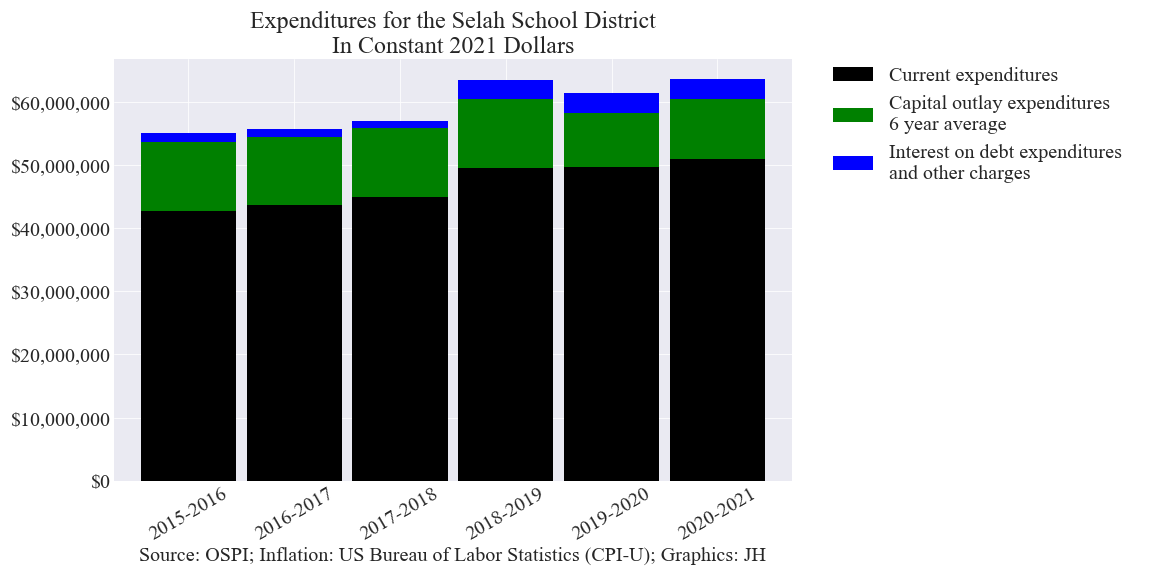 Expenditures for the Selah School District
In Constant 2021 Dollars
$60,000,000
$50,000,000
$40,000,000
$30,000,000
$20,000,000
$10,000,000
$0
2015-2016
2016-2017
2017-2018
2018-2019
2019-2020
2020-2021
Source: OSPI; Inflation: US Bureau of Labor Statistics (CPI-U); Graphics: JH
Current expenditures
Capital outlay expenditures
6 year average
Interest on debt expenditures
and other charges